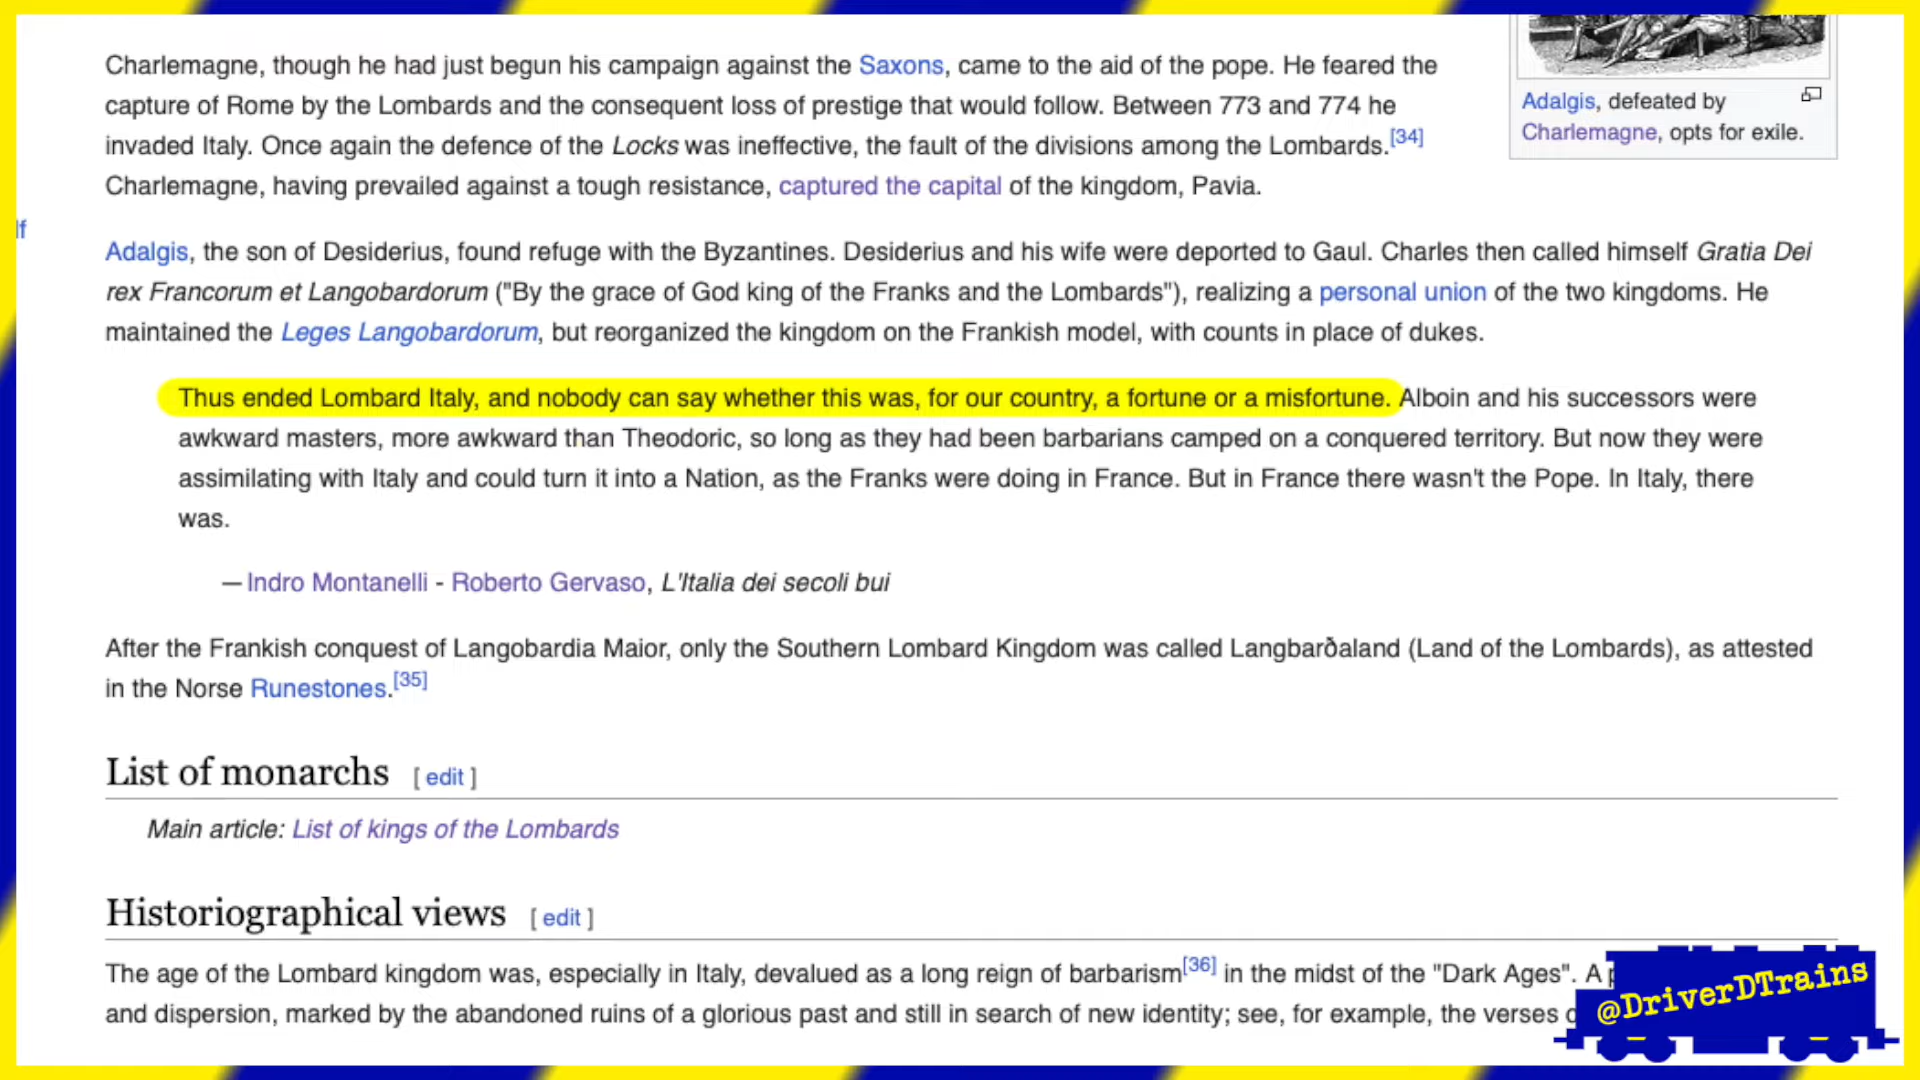 Charlemagne, though he had just begun his campaign against the Saxons, came to the aid of the pope. He feared the
capture of Rome by the Lombards and the consequent loss of prestige that would follow. Between 773 and 774 he
invaded Italy. Once again the defence of the Locks was ineffective, the fault of the divisions among the Lombards.[34]
Charlemagne, having prevailed against a tough resistance, captured the capital of the kingdom, Pavia.
Adalgis, defeated by
Charlemagne, opts for exile.
Adalgis, the son of Desiderius, found refuge with the Byzantines. Desiderius and his wife were deported to Gaul. Charles then called himself Gratia Dei
rex Francorum et Langobardorum ("By the grace of God king of the Franks and the Lombards"), realizing a personal union of the two kingdoms. He
maintained the Leges Langobardorum, but reorganized the kingdom on the Frankish model, with counts in place of dukes.
Thus ended Lombard Italy, and nobody can say whether this was, for our country, a fortune or a misfortune. Alboin and his successors were
awkward masters, more awkward than Theodoric, so long as they had been barbarians camped on a conquered territory. But now they were
assimilating with Italy and could turn it into a Nation, as the Franks were doing in France. But in France there wasn't the Pope. In Italy, there
was.
— Indro Montanelli - Roberto Gervaso, L'Italia dei secoli bui
After the Frankish conquest of Langobardia Maior, only the Southern Lombard Kingdom was called Langbarðaland (Land of the Lombards), as attested
in the Norse Runestones.[35]
List of monarchs [ edit ]
Main article: List of kings of the Lombards
Historiographical views [ edit ]
The age of the Lombard kingdom was, especially in Italy, devalued as a long reign of barbarism[36] in the midst of the "Dark Ages". A
and dispersion, marked by the abandoned ruins of a glorious past and still in search of new identity; see, for example, the verses
@DriverDTrains